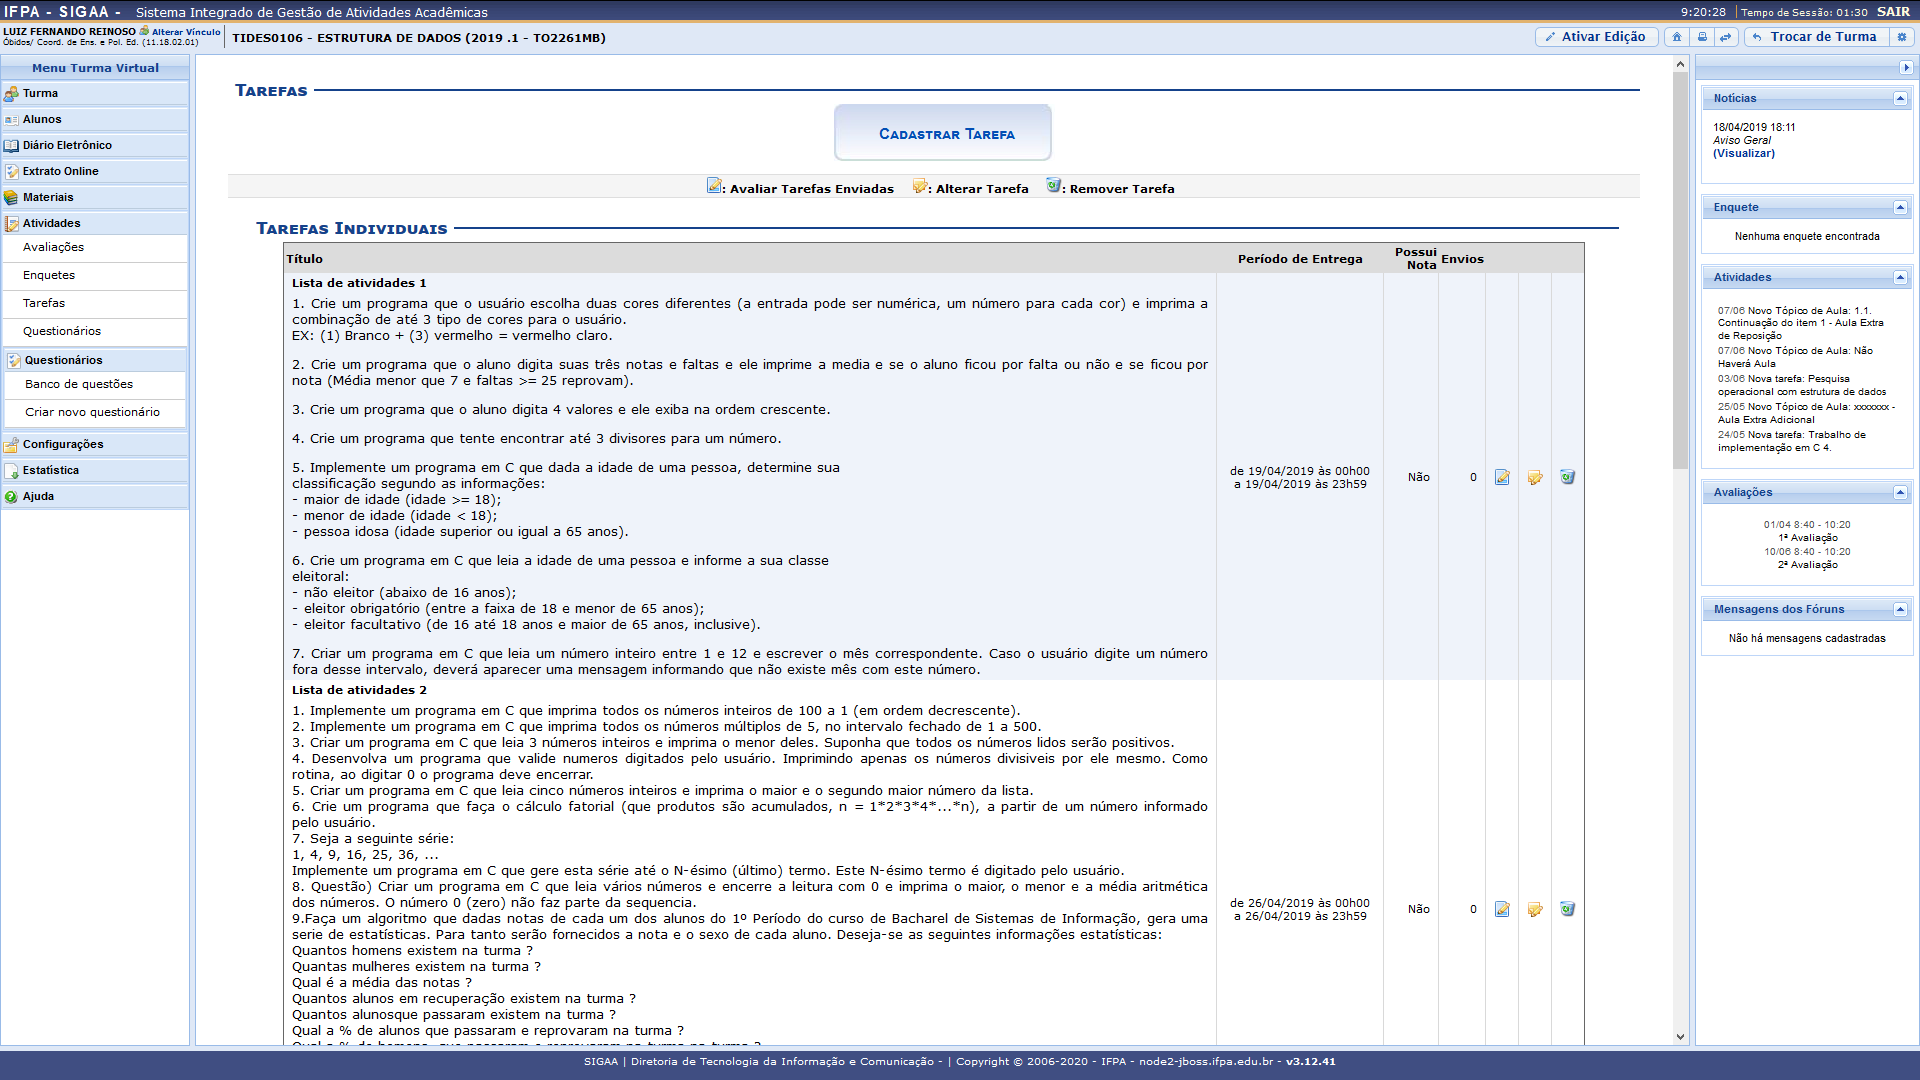 IFPA - SIGAA - Sistema Integrado de Gestão de Atividades Acadêmicas
9:20:28 Tempo de Sessão: 01:30 SAIR
LUIZ FERNANDO REINOSO Alterar Vínculo
Óbidos/ Coord. de Ens. e Pol. Ed. (11.18.02.01)
TIDES0106 - ESTRUTURA DE DADOS (2019 .1 - TO2261MB)
Ativar Edição
Trocar de Turma
Menu Turma Virtual
Turma
Alunos
Diário Eletrônico
Extrato Online
Materiais
Atividades
Avaliações
Enquetes
Tarefas
Questionários
Questionários
Banco de questões
Criar novo questionário
Configurações
Estatística
Ajuda
Tarefas
Cadastrar Tarefa
: Avaliar Tarefas Enviadas : Alterar Tarefa : Remover Tarefa
Tarefas Individuais
Título Período de Entrega Possui Nota Envios
Lista de atividades 1
1. Crie um programa que o usuário escolha duas cores diferentes (a entrada pode ser numérica, um número para cada cor) e imprima a
combinação de até 3 tipo de cores para o usuário.
EX: (1) Branco + (3) vermelho = vermelho claro.
2. Crie um programa que o aluno digita suas três notas e faltas e ele imprime a media e se o aluno ficou por falta ou não e se ficou por
nota (Média menor que 7 e faltas >= 25 reprovam).
3. Crie um programa que o aluno digita 4 valores e ele exiba na ordem crescente.
4. Crie um programa que tente encontrar até 3 divisores para um número.
5. Implemente um programa em C que dada a idade de uma pessoa, determine sua
classificação segundo as informações:
- maior de idade (idade >= 18);
- menor de idade (idade < 18);
- pessoa idosa (idade superior ou igual a 65 anos).
6. Crie um programa em C que leia a idade de uma pessoa e informe a sua classe
eleitoral:
- não eleitor (abaixo de 16 anos);
- eleitor obrigatório (entre a faixa de 18 e menor de 65 anos);
- eleitor facultativo (de 16 até 18 anos e maior de 65 anos, inclusive).
7. Criar um programa em C que leia um número inteiro entre 1 e 12 e escrever o mês correspondente. Caso o usuário digite um número
fora desse intervalo, deverá aparecer uma mensagem informando que não existe mês com este número.
de 19/04/2019 às 00h00
a 19/04/2019 às 23h59
Não
0
Lista de atividades 2
1. Implemente um programa em C que imprima todos os números inteiros de 100 a 1 (em ordem decrescente).
2. Implemente um programa em C que imprima todos os números múltiplos de 5, no intervalo fechado de 1 a 500.
3. Criar um programa em C que leia 3 números inteiros e imprima o menor deles. Suponha que todos os números lidos serão positivos.
4. Desenvolva um programa que valide numeros digitados pelo usuário. Imprimindo apenas os números divisiveis por ele mesmo. Como
rotina, ao digitar 0 o programa deve encerrar.
5. Criar um programa em C que leia cinco números inteiros e imprima o maior e o segundo maior número da lista.
6. Crie um programa que faça o cálculo fatorial (que produtos são acumulados, n = 1*2*3*4*...*n), a partir de um número informado
pelo usuário.
7. Seja a seguinte série:
1, 4, 9, 16, 25, 36, ...
Implemente um programa em C que gere esta série até o N-ésimo (último) termo. Este N-ésimo termo é digitado pelo usuário.
8. Questão) Criar um programa em C que leia vários números e encerre a leitura com 0 e imprima o maior, o menor e a média aritmética
dos números. O número 0 (zero) não faz parte da sequencia.
9.Faça um algoritmo que dadas notas de cada um dos alunos do 1º Período do curso de Bacharel de Sistemas de Informação, gera uma
serie de estatísticas. Para tanto serão fornecidos a nota e o sexo de cada aluno. Deseja-se as seguintes informações estatísticas:
Quantos homens existem na turma ?
Quantas mulheres existem na turma ?
Qual é a média das notas ?
Quantos alunos em recuperação existem na turma ?
Quantos alunosque passaram existem na turma ?
Qual a % de alunos que passaram e reprovaram na turma ?
de 26/04/2019 às 00h00
a 26/04/2019 às 23h59
Não
0
Notícias
18/04/2019 18:11
Aviso Geral
(Visualizar)
Enquete
Nenhuma enquete encontrada
Atividades
07/06 Novo Tópico de Aula: 1.1.
Continuação do item 1 - Aula Extra
de Reposição
07/06 Novo Tópico de Aula: Não
Haverá Aula
03/06 Nova tarefa: Pesquisa
operacional com estrutura de dados
25/05 Novo Tópico de Aula: xxxxxxx -
Aula Extra Adicional
24/05 Nova tarefa: Trabalho de
implementação em C 4.
Avaliações
01/04 8:40 - 10:20
1ª Avaliação
10/06 8:40 - 10:20
2ª Avaliação
Mensagens dos Fóruns
Não há mensagens cadastradas
SIGAA | Diretoria de Tecnologia da Informação e Comunicação - | Copyright © 2006-2020 - IFPA - node2-jboss.ifpa.edu.br - v3.12.41